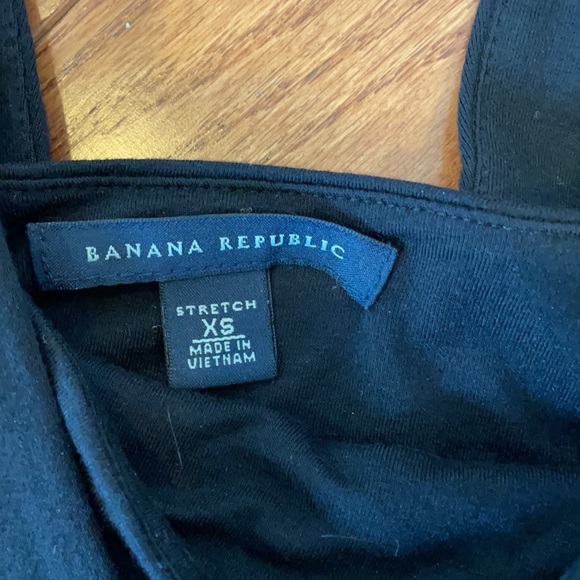 BANANA REPUBLIC
STRETCH
XS
MADE IN
VIETNAM